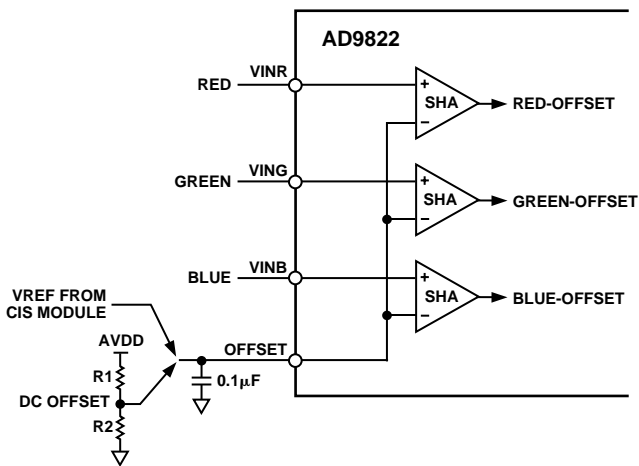 AD9822
RED
VINR
+
SHA
−
RED-OFFSET
GREEN
VING
+
SHA
−
GREEN-OFFSET
BLUE
VINB
+
SHA
−
BLUE-OFFSET
VREF FROM
CIS MODULE
AVDD
R1
DC OFFSET
R2
OFFSET
0.1μF